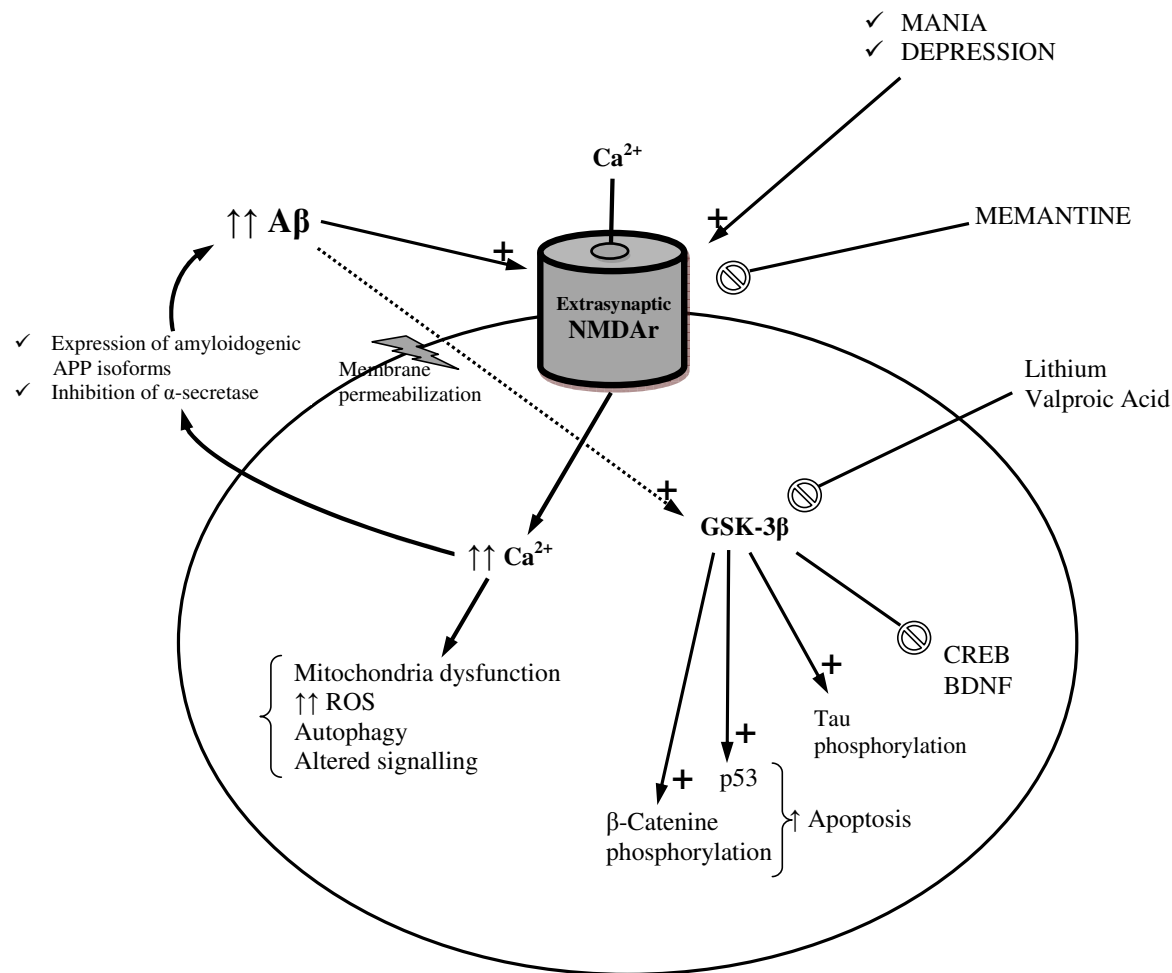 ✓ MANIA
✓ DEPRESSION
Ca²⁺
↑↑ Aβ
+
+
MEMANTINE
Extrasynaptic
NMDAr
✓ Expression of amyloidogenic
APP isoforms
✓ Inhibition of α-secretase
Membrane
permeabilization
Lithium
Valproic Acid
+
GSK-3β
↑↑ Ca²⁺
CREB
BDNF
Mitochondria dysfunction
↑↑ ROS
Autophagy
Altered signalling
+
Tau
phosphorylation
+
p53
+
β-Catenine
phosphorylation
↑ Apoptosis